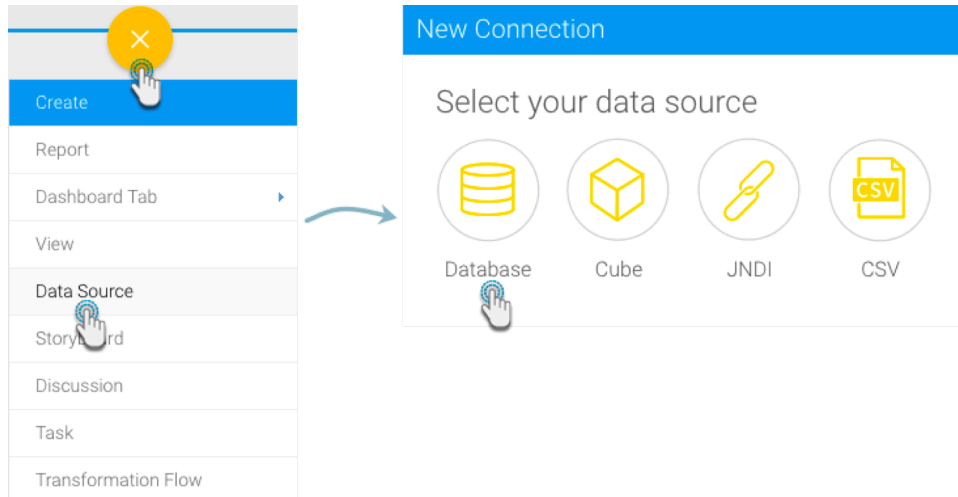 Create
Report
Dashboard Tab
View
Data Source
Storyboard
Discussion
Task
Transformation Flow
New Connection
Select your data source
CSV
Database
Cube
JNDI
CSV